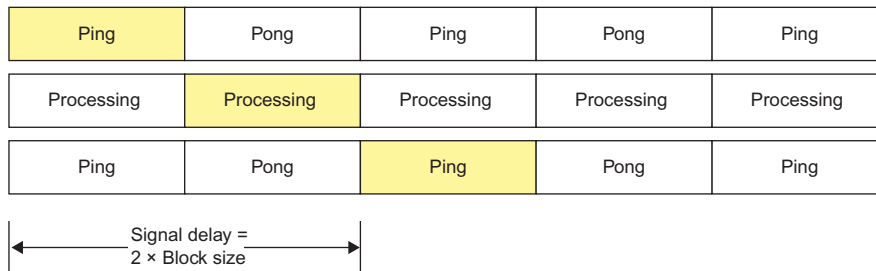 Ping Pong Ping Pong Ping
Processing Processing Processing Processing Processing
Ping Pong Ping Pong Ping
Signal delay =
2 × Block size